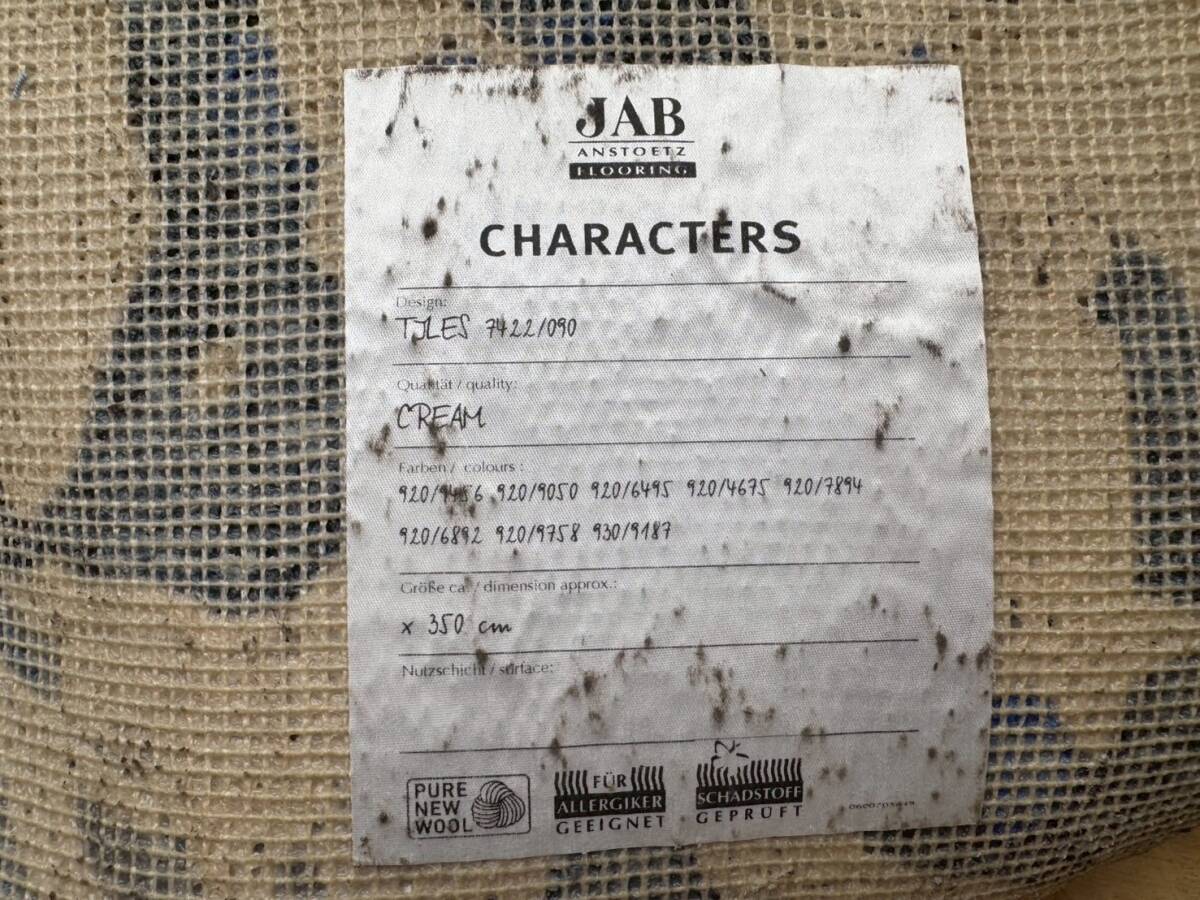 JAB
ANSTOETZ
FLOORING
CHARACTERS
Design:
TILES 7422/090
Qualität / quality:
CREAM
Farben / colours :
920/9456 920/9050 920/6495 920/4675 920/7894
920/6892 920/9758 930/9187
Größe ca. / dimension approx.:
x 350 cm
Nutzschicht / surface:
PURE
NEW
WOOL
FÜR
ALLERGIKER
GEEIGNET
SCHADSTOFF
GEPRÜFT